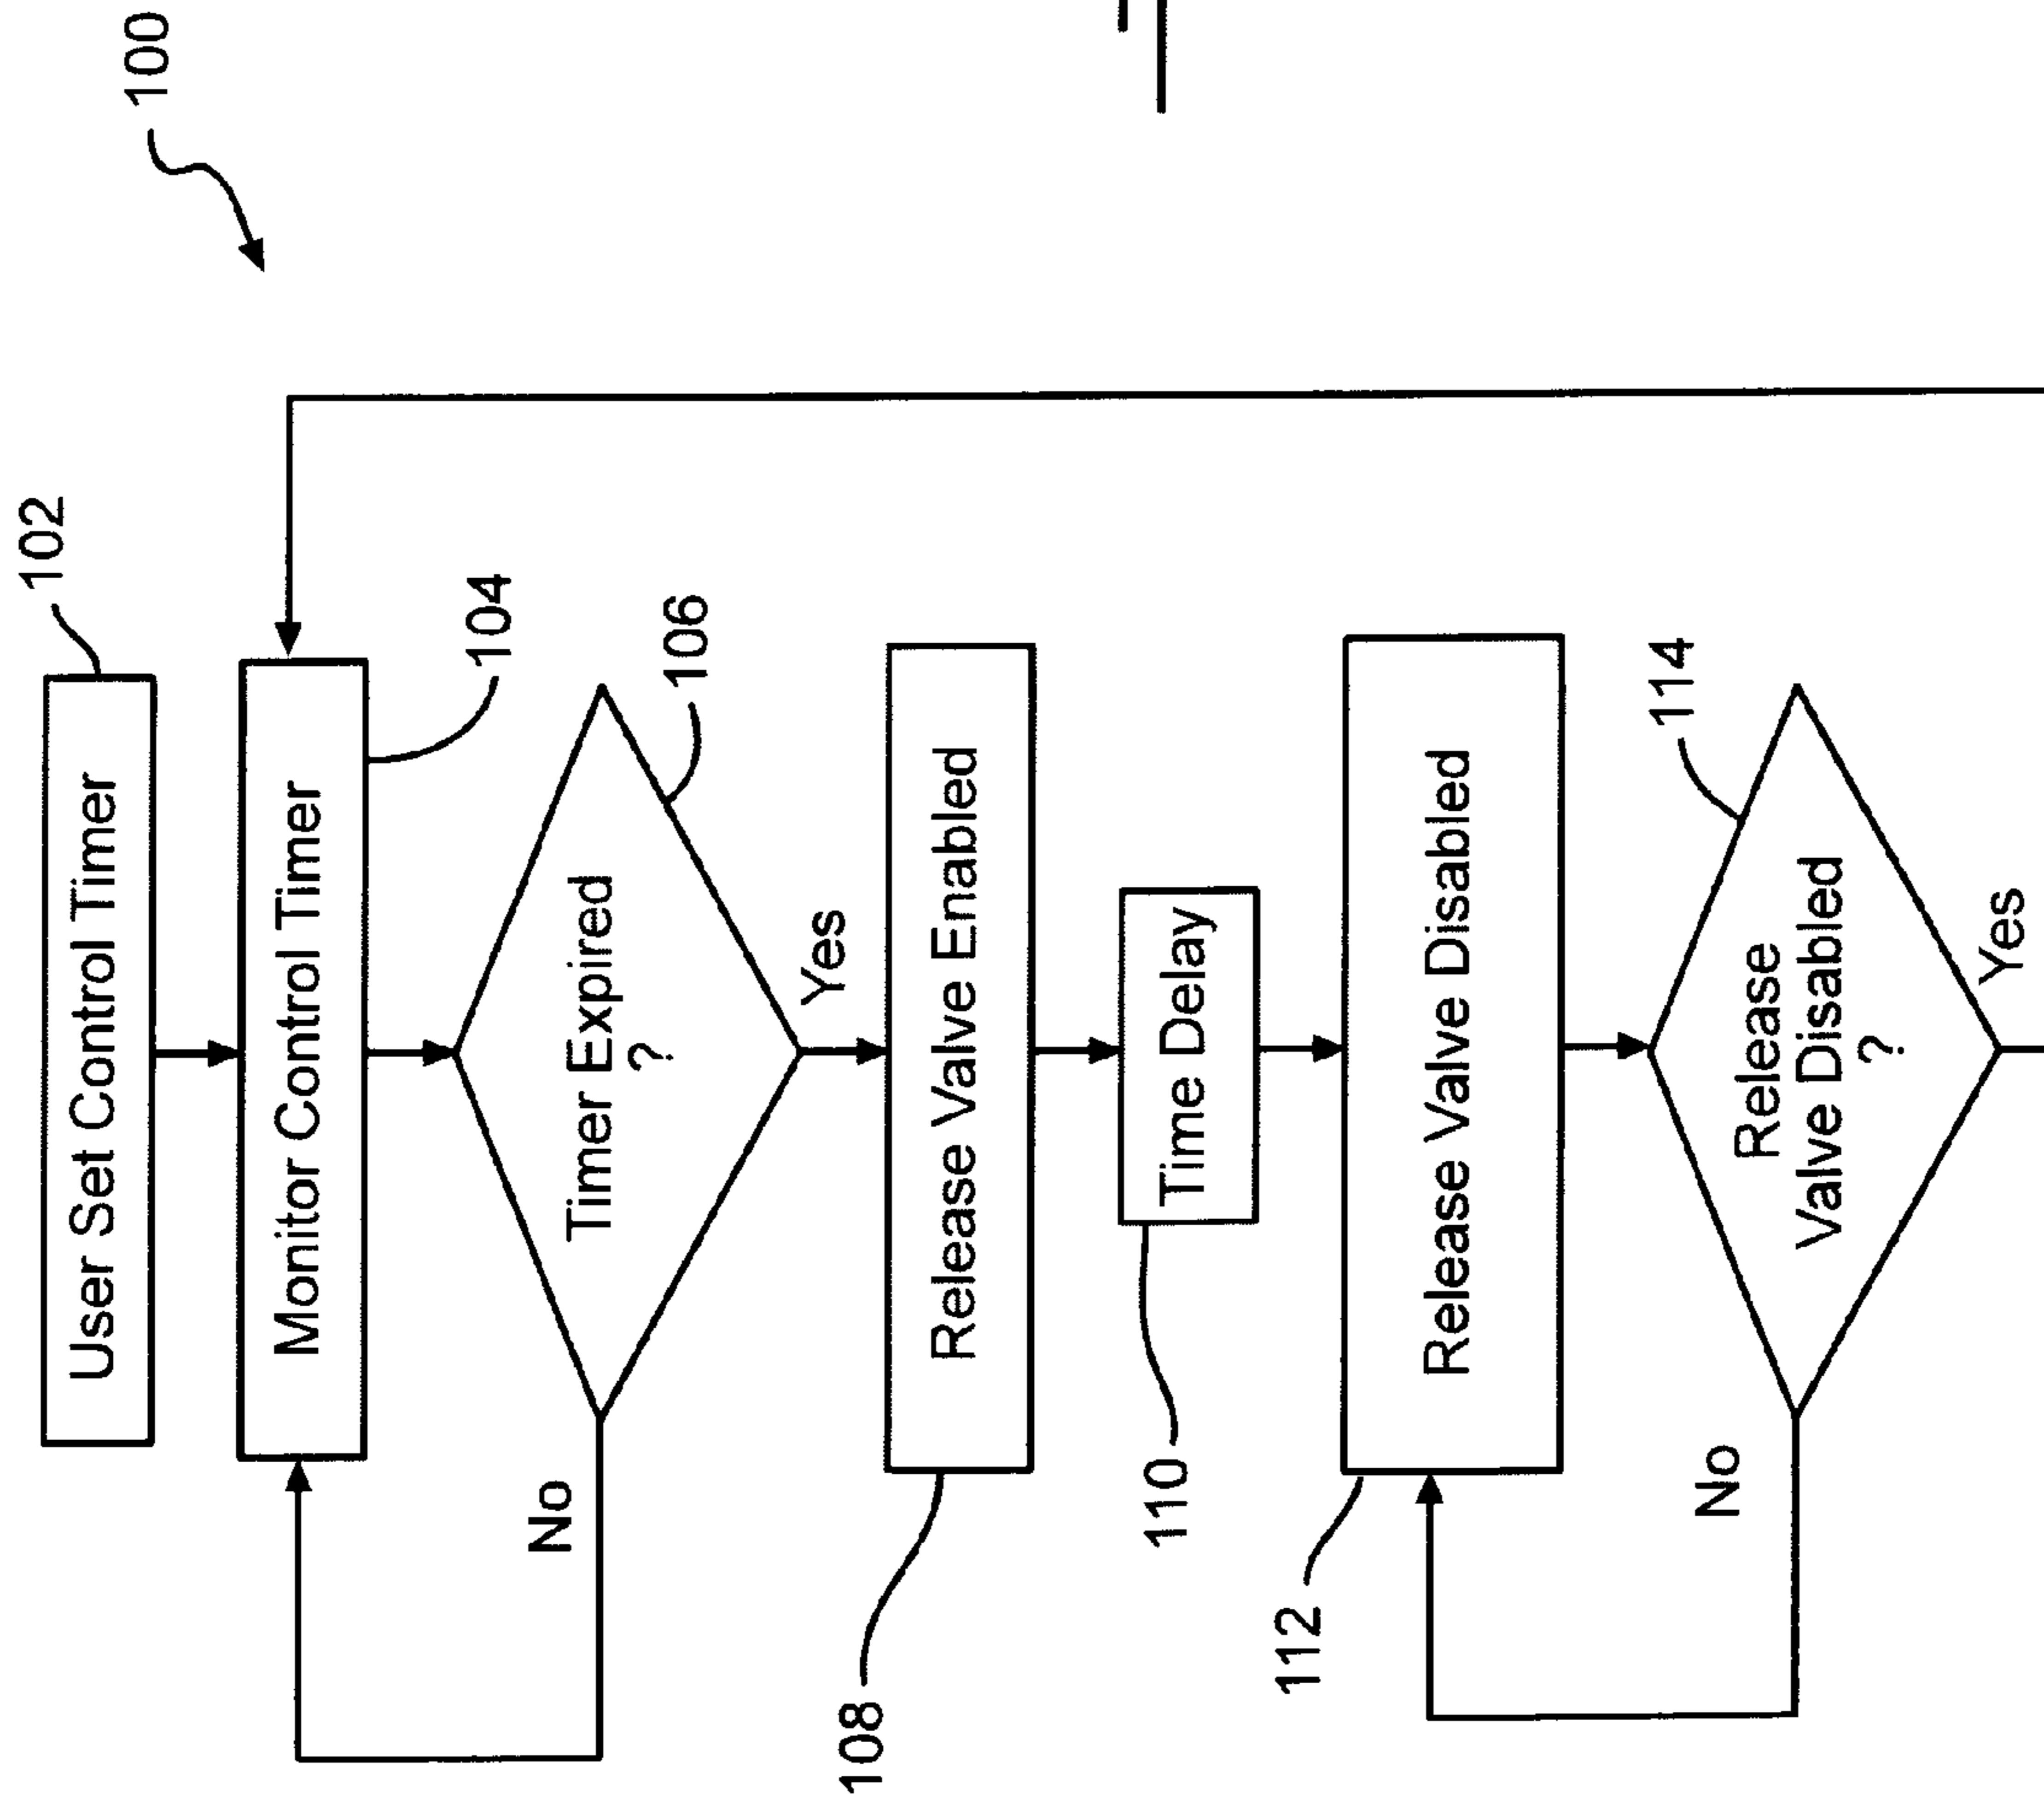 100
User Set Control Timer
102
Monitor Control Timer
104
Timer Expired
?
106
No
Yes
Release Valve Enabled
108
Time Delay
110
Release Valve Disabled
112
Release
Valve Disabled
?
114
No
Yes